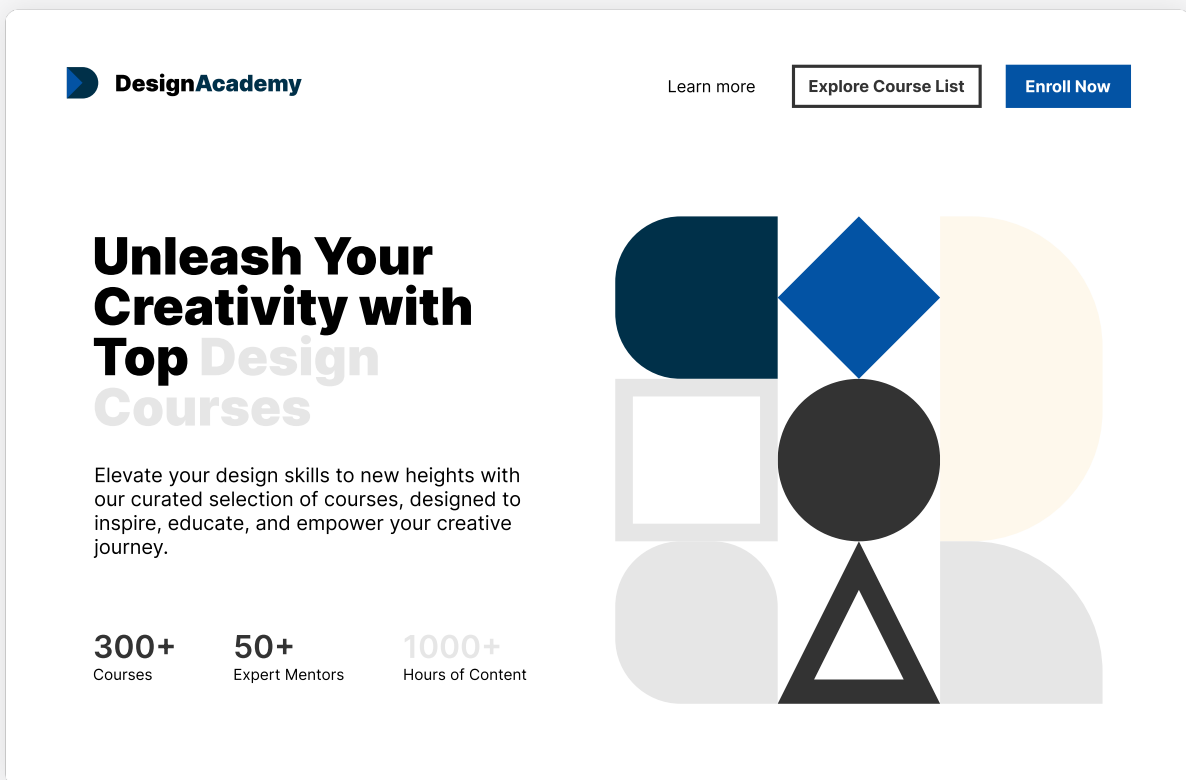 DesignAcademy
Learn more
Explore Course List
Enroll Now
Unleash Your
Creativity with
Top Design
Courses
Elevate your design skills to new heights with
our curated selection of courses, designed to
inspire, educate, and empower your creative
journey.
300+
Courses
50+
Expert Mentors
1000+
Hours of Content